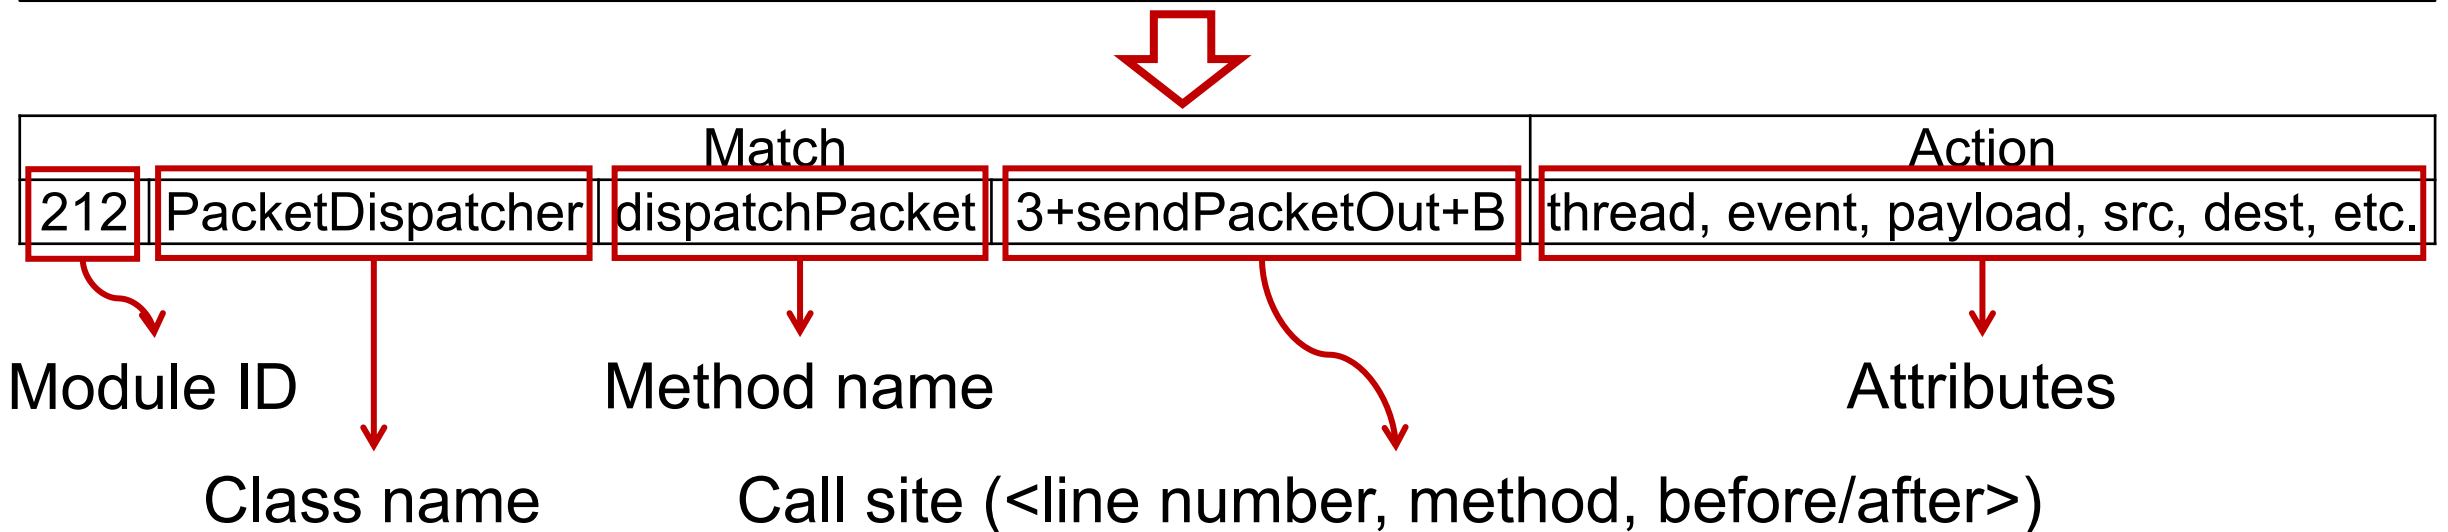 Match Action
212 PacketDispatcher dispatchPacket 3+sendPacketOut+B thread, event, payload, src, dest, etc.
Module ID Method name Attributes
Class name Call site (<line number, method, before/after>)